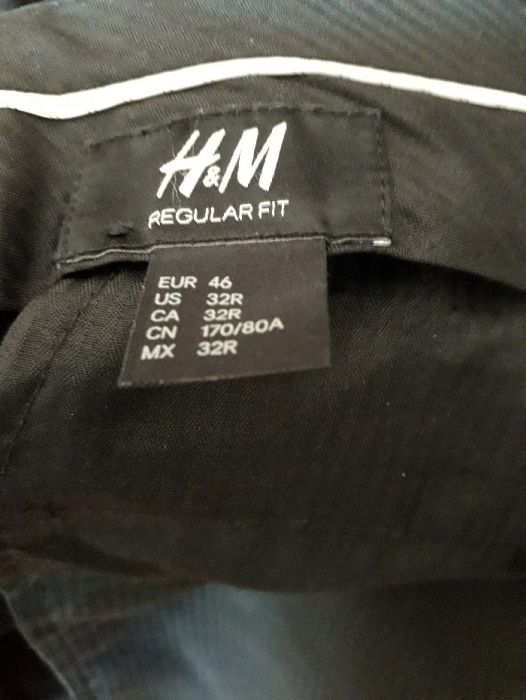 H&M
REGULAR FIT
EUR 46
US 32R
CA 32R
CN 170/80A
MX 32R